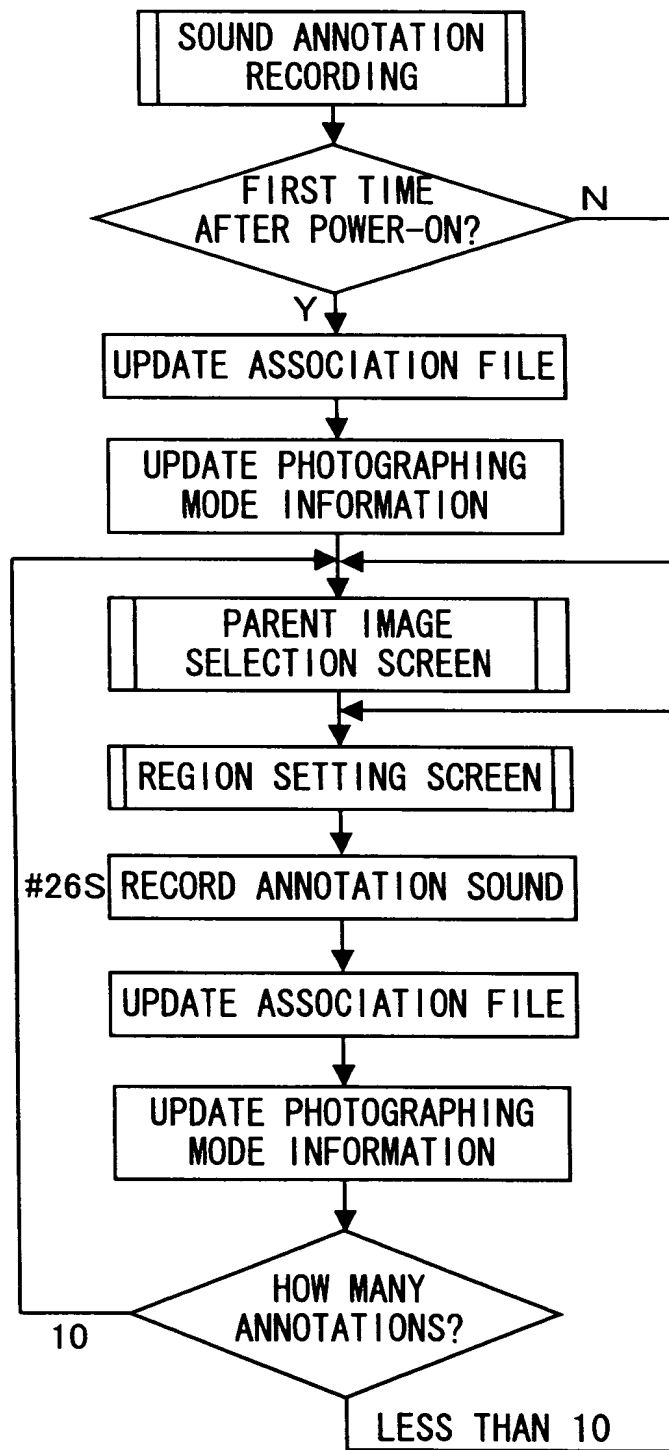 SOUND ANNOTATION
RECORDING
FIRST TIME
AFTER POWER-ON?
N
Y
UPDATE ASSOCIATION FILE
UPDATE PHOTOGRAPHING
MODE INFORMATION
PARENT IMAGE
SELECTION SCREEN
REGION SETTING SCREEN
#26S RECORD ANNOTATION SOUND
UPDATE ASSOCIATION FILE
UPDATE PHOTOGRAPHING
MODE INFORMATION
HOW MANY
ANNOTATIONS?
10
LESS THAN 10